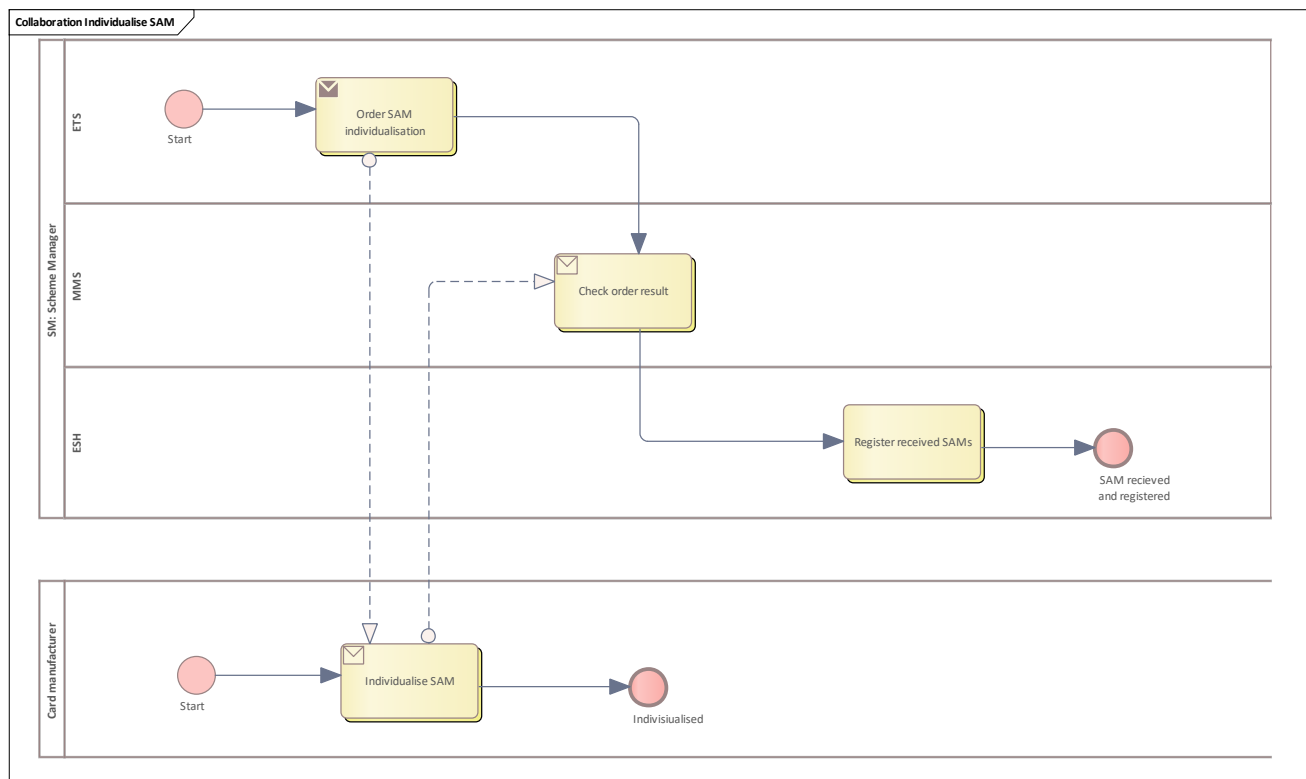 Collaboration Individualise SAM
SM: Scheme Manager
ETS
Start
Order SAM
individualisation
MMS
Check order result
ESH
Register received SAMs
SAM recieved
and registered
Card manufacturer
Start
Individualise SAM
Indivisiualised